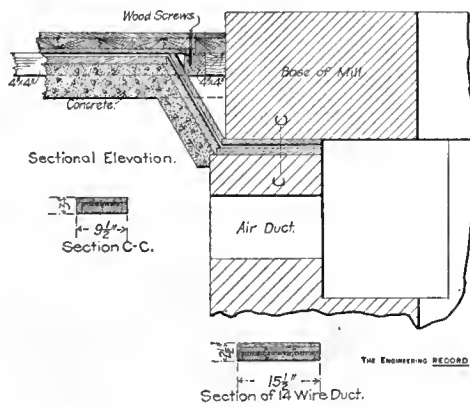 Wood Screws
Base of Mill
4"x4"
4"x4"
Concrete.
C
C
Sectional Elevation.
Air Duct.
9½"
Section C-C.
15½"
Section of 14 Wire Duct.
THE ENGINEERING RECORD